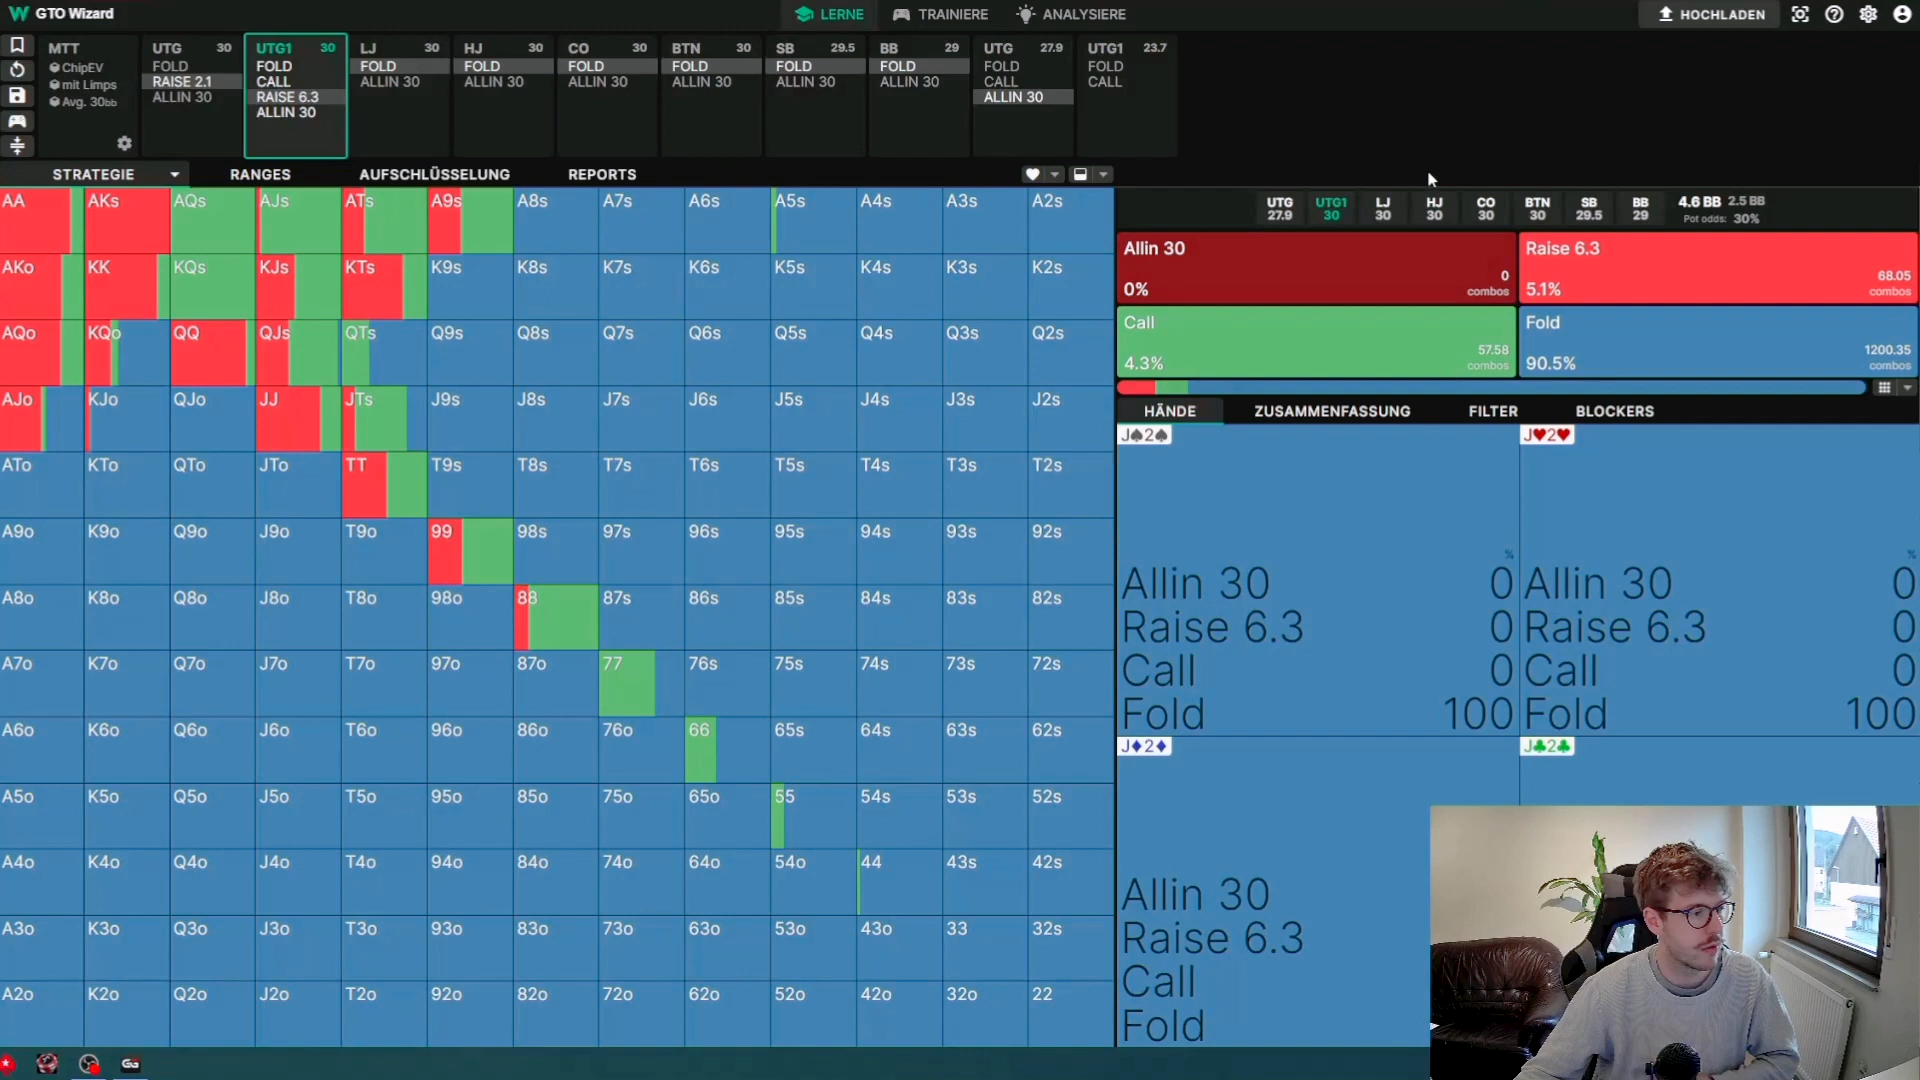 GTO Wizard
LERNE
TRAINIERE
ANALYSIERE
HOCHLADEN
MTT
ChipEV
mit Limps
Avg. 30bb
UTG 30
FOLD
RAISE 2.1
ALLIN 30
UTG1 30
FOLD
CALL
RAISE 6.3
ALLIN 30
LJ 30
FOLD
ALLIN 30
HJ 30
FOLD
ALLIN 30
CO 30
FOLD
ALLIN 30
BTN 30
FOLD
ALLIN 30
SB 29.5
FOLD
ALLIN 30
BB 29
FOLD
ALLIN 30
UTG 27.9
FOLD
CALL
ALLIN 30
UTG1 23.7
FOLD
CALL
STRATEGIE RANGES AUFSCHLÜSSELUNG REPORTS
AA AKs AQs AJs ATs A9s A8s A7s A6s A5s A4s A3s A2s
AKo KK KQs KJs KTs K9s K8s K7s K6s K5s K4s K3s K2s
AQo KQo QQ QJs QTs Q9s Q8s Q7s Q6s Q5s Q4s Q3s Q2s
AJo KJo QJo JJ JTs J9s J8s J7s J6s J5s J4s J3s J2s
ATo KTo QTo JTo TT T9s T8s T7s T6s T5s T4s T3s T2s
A9o K9o Q9o J9o T9o 99 98s 97s 96s 95s 94s 93s 92s
A8o K8o Q8o J8o T8o 98o 88 87s 86s 85s 84s 83s 82s
A7o K7o Q7o J7o T7o 97o 87o 77 76s 75s 74s 73s 72s
A6o K6o Q6o J6o T6o 96o 86o 76o 66 65s 64s 63s 62s
A5o K5o Q5o J5o T5o 95o 85o 75o 65o 55 54s 53s 52s
A4o K4o Q4o J4o T4o 94o 84o 74o 64o 54o 44 43s 42s
A3o K3o Q3o J3o T3o 93o 83o 73o 63o 53o 43o 33 32s
A2o K2o Q2o J2o T2o 92o 82o 72o 62o 52o 42o 32o 22
UTG UTG1 LJ HJ CO BTN SB BB 4.6 BB 2.5 BB
27.9 30 30 30 30 30 29.5 29 Pot odds: 30%
Allin 30
0
0% combos
Raise 6.3
68.05
5.1% combos
Call
57.58
4.3% combos
Fold
1200.35
90.5% combos
HÄNDE ZUSAMMENFASSUNG FILTER BLOCKERS
J♠2♠
%
Allin 30 0
Raise 6.3 0
Call 0
Fold 100
J♥2♥
%
Allin 30 0
Raise 6.3 0
Call 0
Fold 100
J♦2♦
Allin 30
Raise 6.3
Call
Fold
J♣2♣